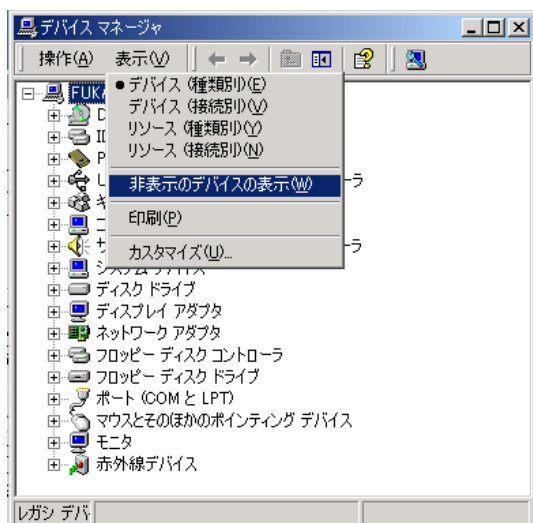 デバイス マネージャ
操作(A) 表示(V)
デバイス (種類別)(E)
デバイス (接続別)(V)
リソース (種類別)(Y)
リソース (接続別)(N)
非表示のデバイスの表示(W)
印刷(P)
カスタマイズ(U)...
FUK
D
ID
P
ラ
キ
コ
サ
ラ
システム デバイス
ディスク ドライブ
ディスプレイ アダプタ
ネットワーク アダプタ
フロッピー ディスク コントローラ
フロッピー ディスク ドライブ
ポート (COM と LPT)
マウスとそのほかのポインティング デバイス
モニタ
赤外線デバイス
レガシ デバ